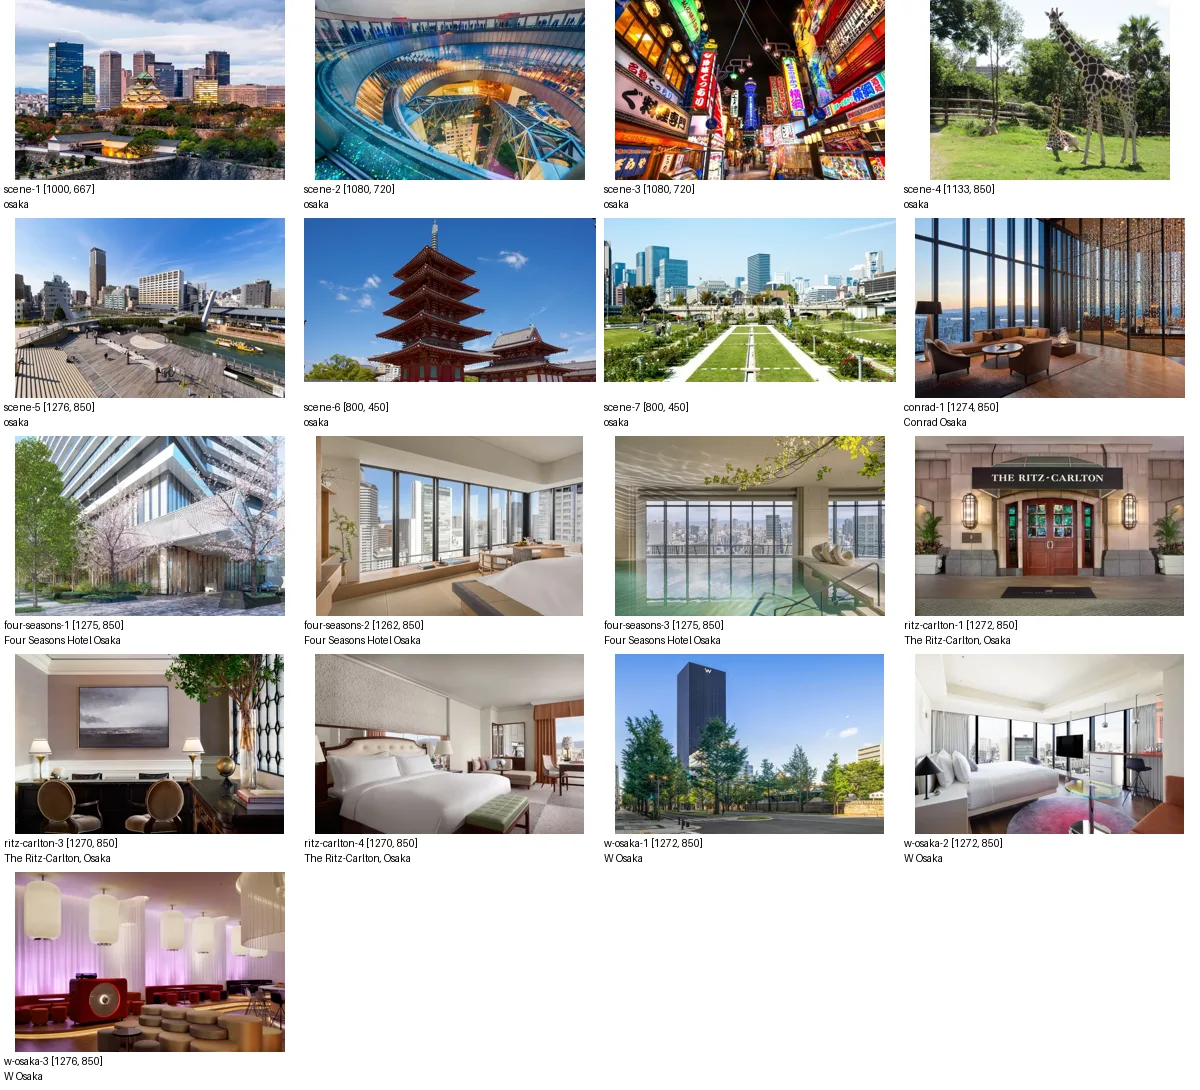 scene-1 [1000, 667]
osaka
scene-2 [1080, 720]
osaka
scene-3 [1080, 720]
osaka
scene-4 [1133, 850]
osaka
scene-5 [1276, 850]
osaka
scene-6 [800, 450]
osaka
scene-7 [800, 450]
osaka
conrad-1 [1274, 850]
Conrad Osaka
four-seasons-1 [1275, 850]
Four Seasons Hotel Osaka
four-seasons-2 [1262, 850]
Four Seasons Hotel Osaka
four-seasons-3 [1275, 850]
Four Seasons Hotel Osaka
THE RITZ-CARLTON
ritz-carlton-1 [1272, 850]
The Ritz-Carlton, Osaka
ritz-carlton-3 [1270, 850]
The Ritz-Carlton, Osaka
ritz-carlton-4 [1270, 850]
The Ritz-Carlton, Osaka
W
w-osaka-1 [1272, 850]
W Osaka
w-osaka-2 [1272, 850]
W Osaka
w-osaka-3 [1276, 850]
W Osaka